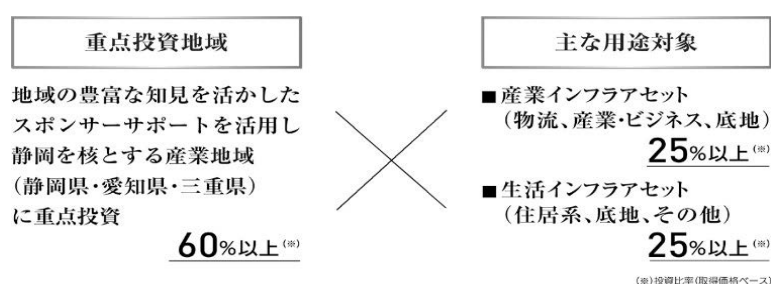 重点投資地域
地域の豊富な知見を活かした
スポンサーサポートを活用し
静岡を核とする産業地域
（静岡県・愛知県・三重県）
に重点投資
60%以上(※)
主な用途対象
■産業インフラアセット
（物流、産業・ビジネス、底地）
25%以上(※)
■生活インフラアセット
（住居系、底地、その他）
25%以上(※)
(※)投資比率(取得価格ベース)